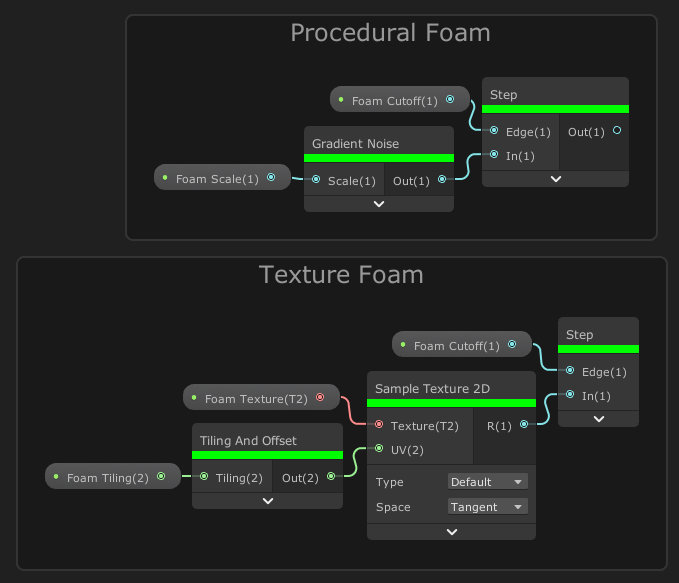 Procedural Foam
Foam Cutoff(1)
Step
Edge(1) Out(1)
In(1)
Gradient Noise
Foam Scale(1)
Scale(1) Out(1)
Texture Foam
Foam Cutoff(1)
Step
Edge(1)
In(1)
Foam Texture(T2)
Sample Texture 2D
Texture(T2) R(1)
UV(2)
Tiling And Offset
Foam Tiling(2)
Tiling(2) Out(2)
Type Default
Space Tangent